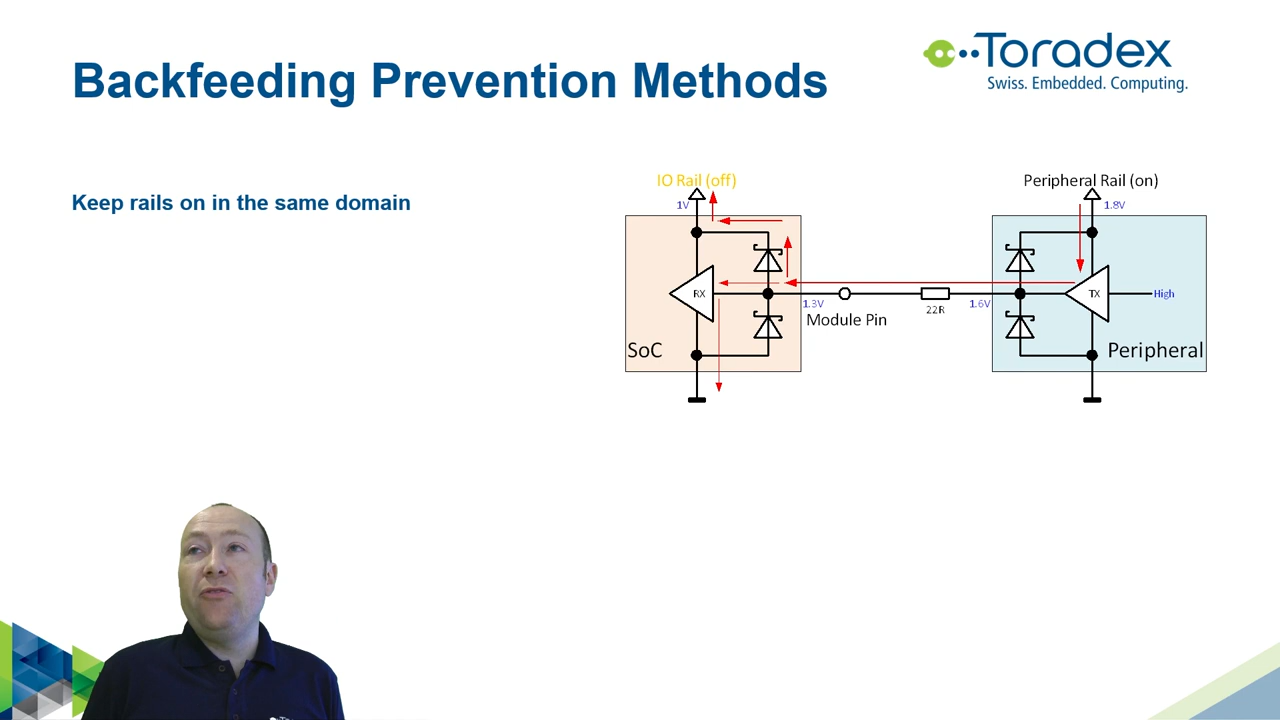 Backfeeding Prevention Methods
Toradex
Swiss. Embedded. Computing.
Keep rails on in the same domain
IO Rail (off)
Peripheral Rail (on)
1V
1.8V
RX
TX
High
1.3V
1.6V
22R
Module Pin
SoC
Peripheral